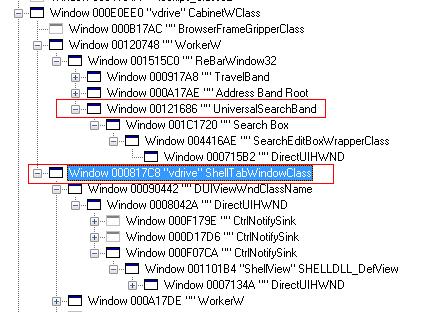 Window 000E0EE0 "vdrive" CabinetWClass
Window 000B17AC "" BrowserFrameGripperClass
Window 00120748 "" WorkerW
Window 001515C0 "" ReBarWindow32
Window 000917A8 "" TravelBand
Window 000A17AE "" Address Band Root
Window 00121686 "" UniversalSearchBand
Window 001C1720 "" Search Box
Window 004416AE "" SearchEditBoxWrapperClass
Window 000715B2 "" DirectUIHWND
Window 000817C8 "vdrive" ShellTabWindowClass
Window 00090442 "" DUIViewWndClassName
Window 0008042A "" DirectUIHWND
Window 000F179E "" CtrlNotifySink
Window 000D17D6 "" CtrlNotifySink
Window 000F07CA "" CtrlNotifySink
Window 001101B4 "ShellView" SHELLDLL_DefView
Window 0007134A "" DirectUIHWND
Window 000A17DE "" WorkerW